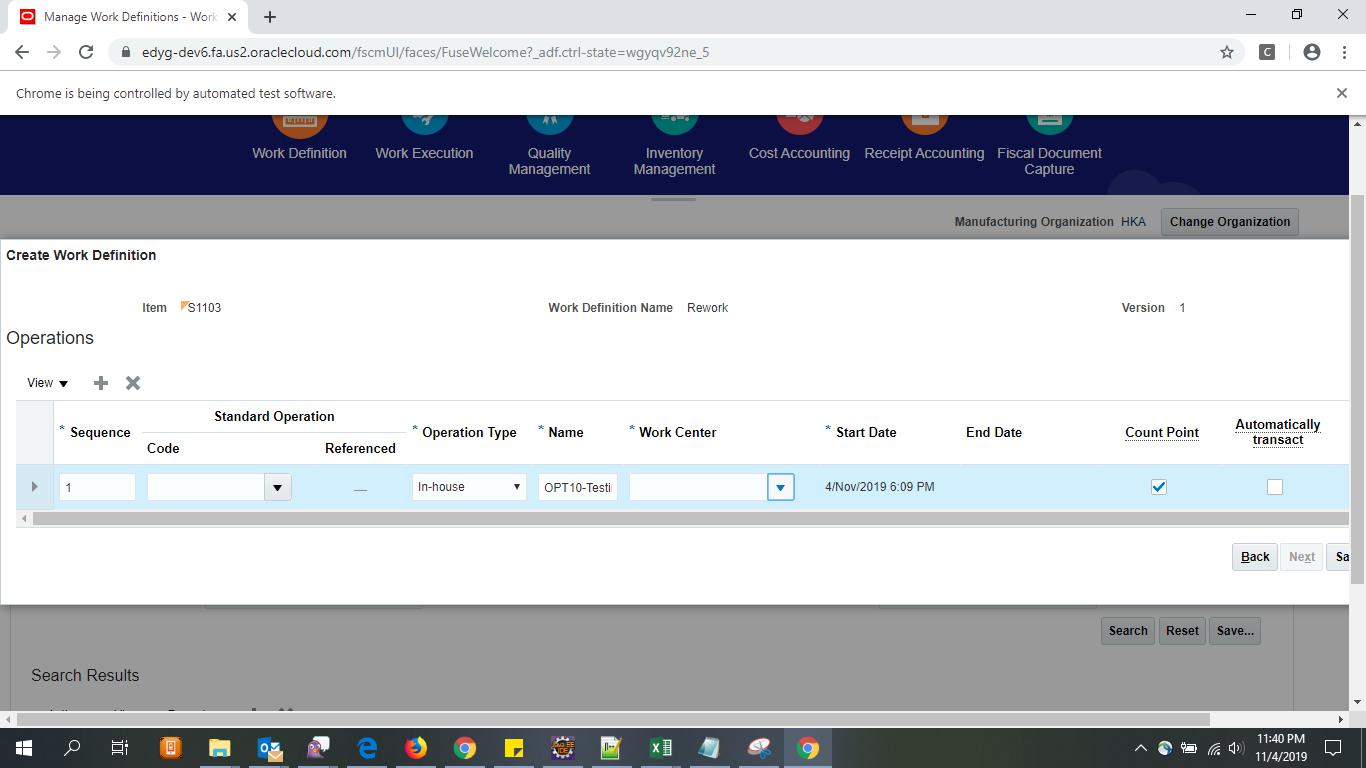 Manage Work Definitions - Work
edyg-dev6.fa.us2.oraclecloud.com/fscmUI/faces/FuseWelcome?_adf.ctrl-state=wgyqv92ne_5
C
Chrome is being controlled by automated test software.
Work Definition Work Execution Quality Management Inventory Management Cost Accounting Receipt Accounting Fiscal Document Capture
Manufacturing Organization HKA Change Organization
Create Work Definition
Item S1103 Work Definition Name Rework Version 1
Operations
View
Standard Operation
* Sequence Code Referenced * Operation Type * Name * Work Center * Start Date End Date Count Point Automatically transact
1 — In-house OPT10-Testi 4/Nov/2019 6:09 PM
Back Next Sa
Search Reset Save...
Search Results
11:40 PM
11/4/2019